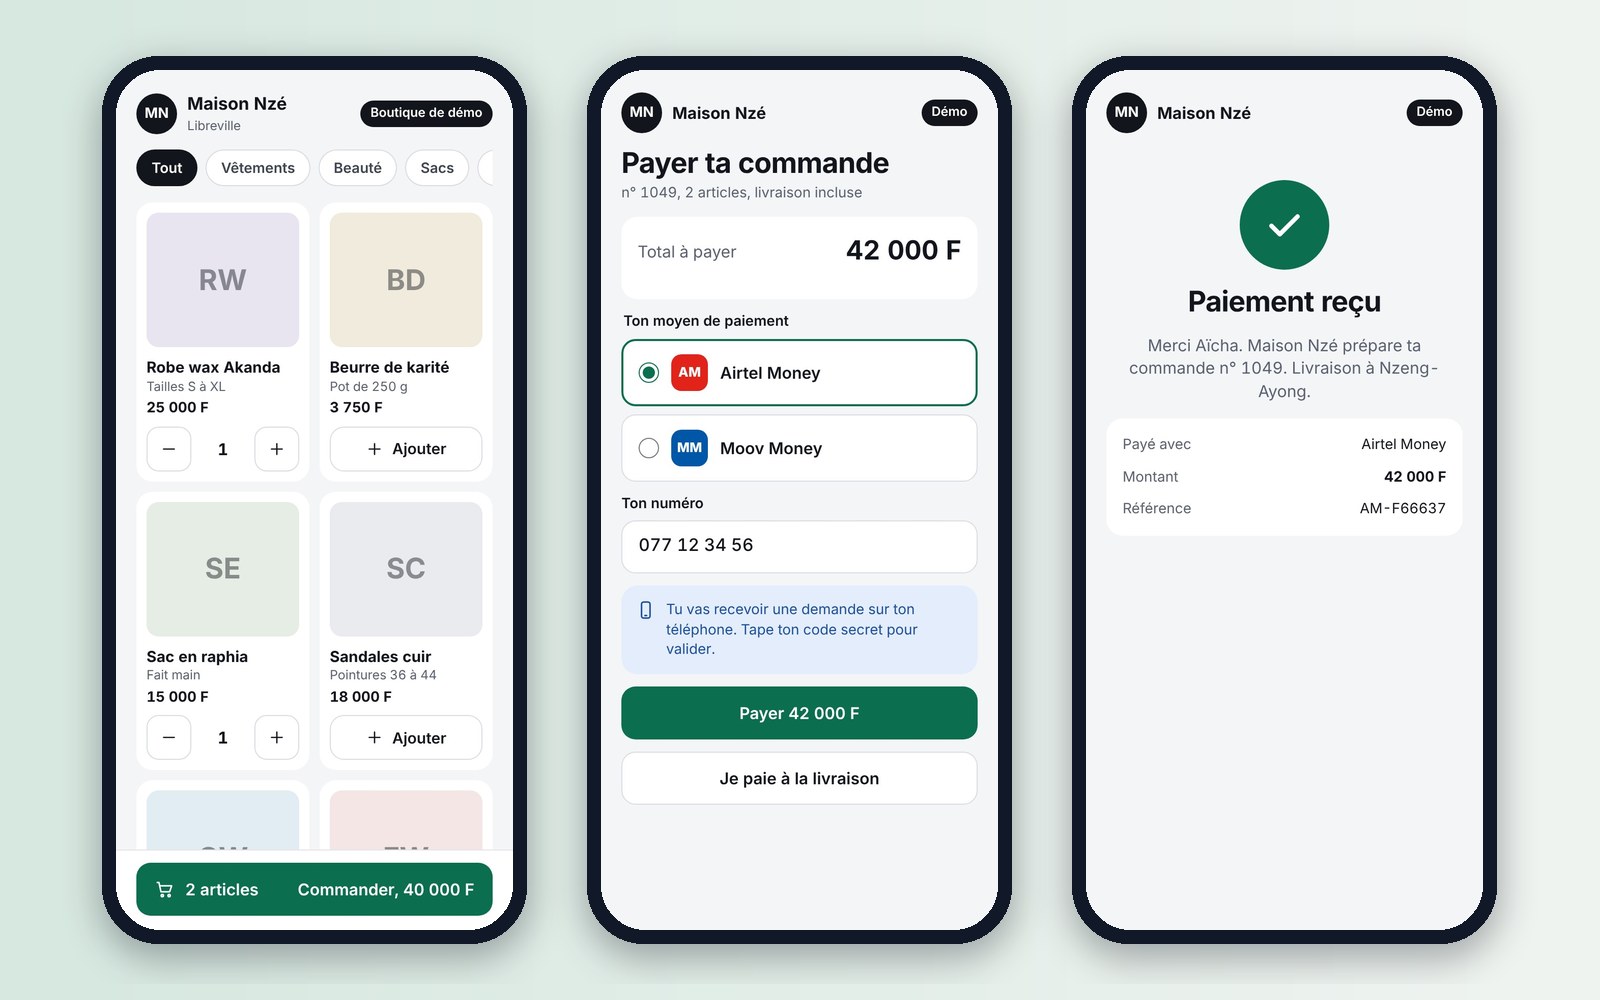 MN
Maison Nzé
Libreville
Boutique de démo
Tout
Vêtements
Beauté
Sacs
RW
BD
Robe wax Akanda
Beurre de karité
Tailles S à XL
Pot de 250 g
25 000 F
3 750 F
− 1 +
+ Ajouter
SE
SC
Sac en raphia
Sandales cuir
Fait main
Pointures 36 à 44
15 000 F
18 000 F
− 1 +
+ Ajouter
2 articles
Commander, 40 000 F
MN
Maison Nzé
Démo
Payer ta commande
n° 1049, 2 articles, livraison incluse
Total à payer
42 000 F
Ton moyen de paiement
AM
Airtel Money
MM
Moov Money
Ton numéro
077 12 34 56
Tu vas recevoir une demande sur ton
téléphone. Tape ton code secret pour
valider.
Payer 42 000 F
Je paie à la livraison
MN
Maison Nzé
Démo
Paiement reçu
Merci Aïcha. Maison Nzé prépare ta
commande n° 1049. Livraison à Nzeng-
Ayong.
Payé avec
Airtel Money
Montant
42 000 F
Référence
AM-F66637